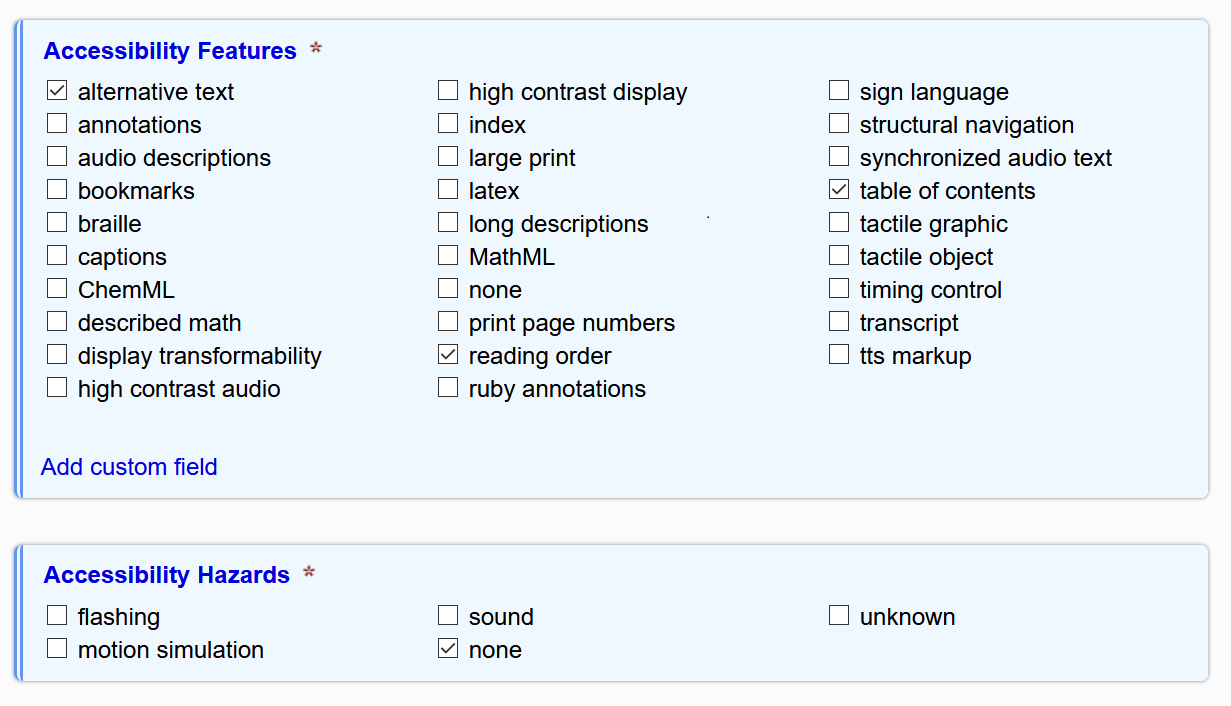 Accessibility Features *
alternative text
annotations
audio descriptions
bookmarks
braille
captions
ChemML
described math
display transformability
high contrast audio
high contrast display
index
large print
latex
long descriptions
MathML
none
print page numbers
reading order
ruby annotations
sign language
structural navigation
synchronized audio text
table of contents
tactile graphic
tactile object
timing control
transcript
tts markup
Add custom field
Accessibility Hazards *
flashing
motion simulation
sound
none
unknown